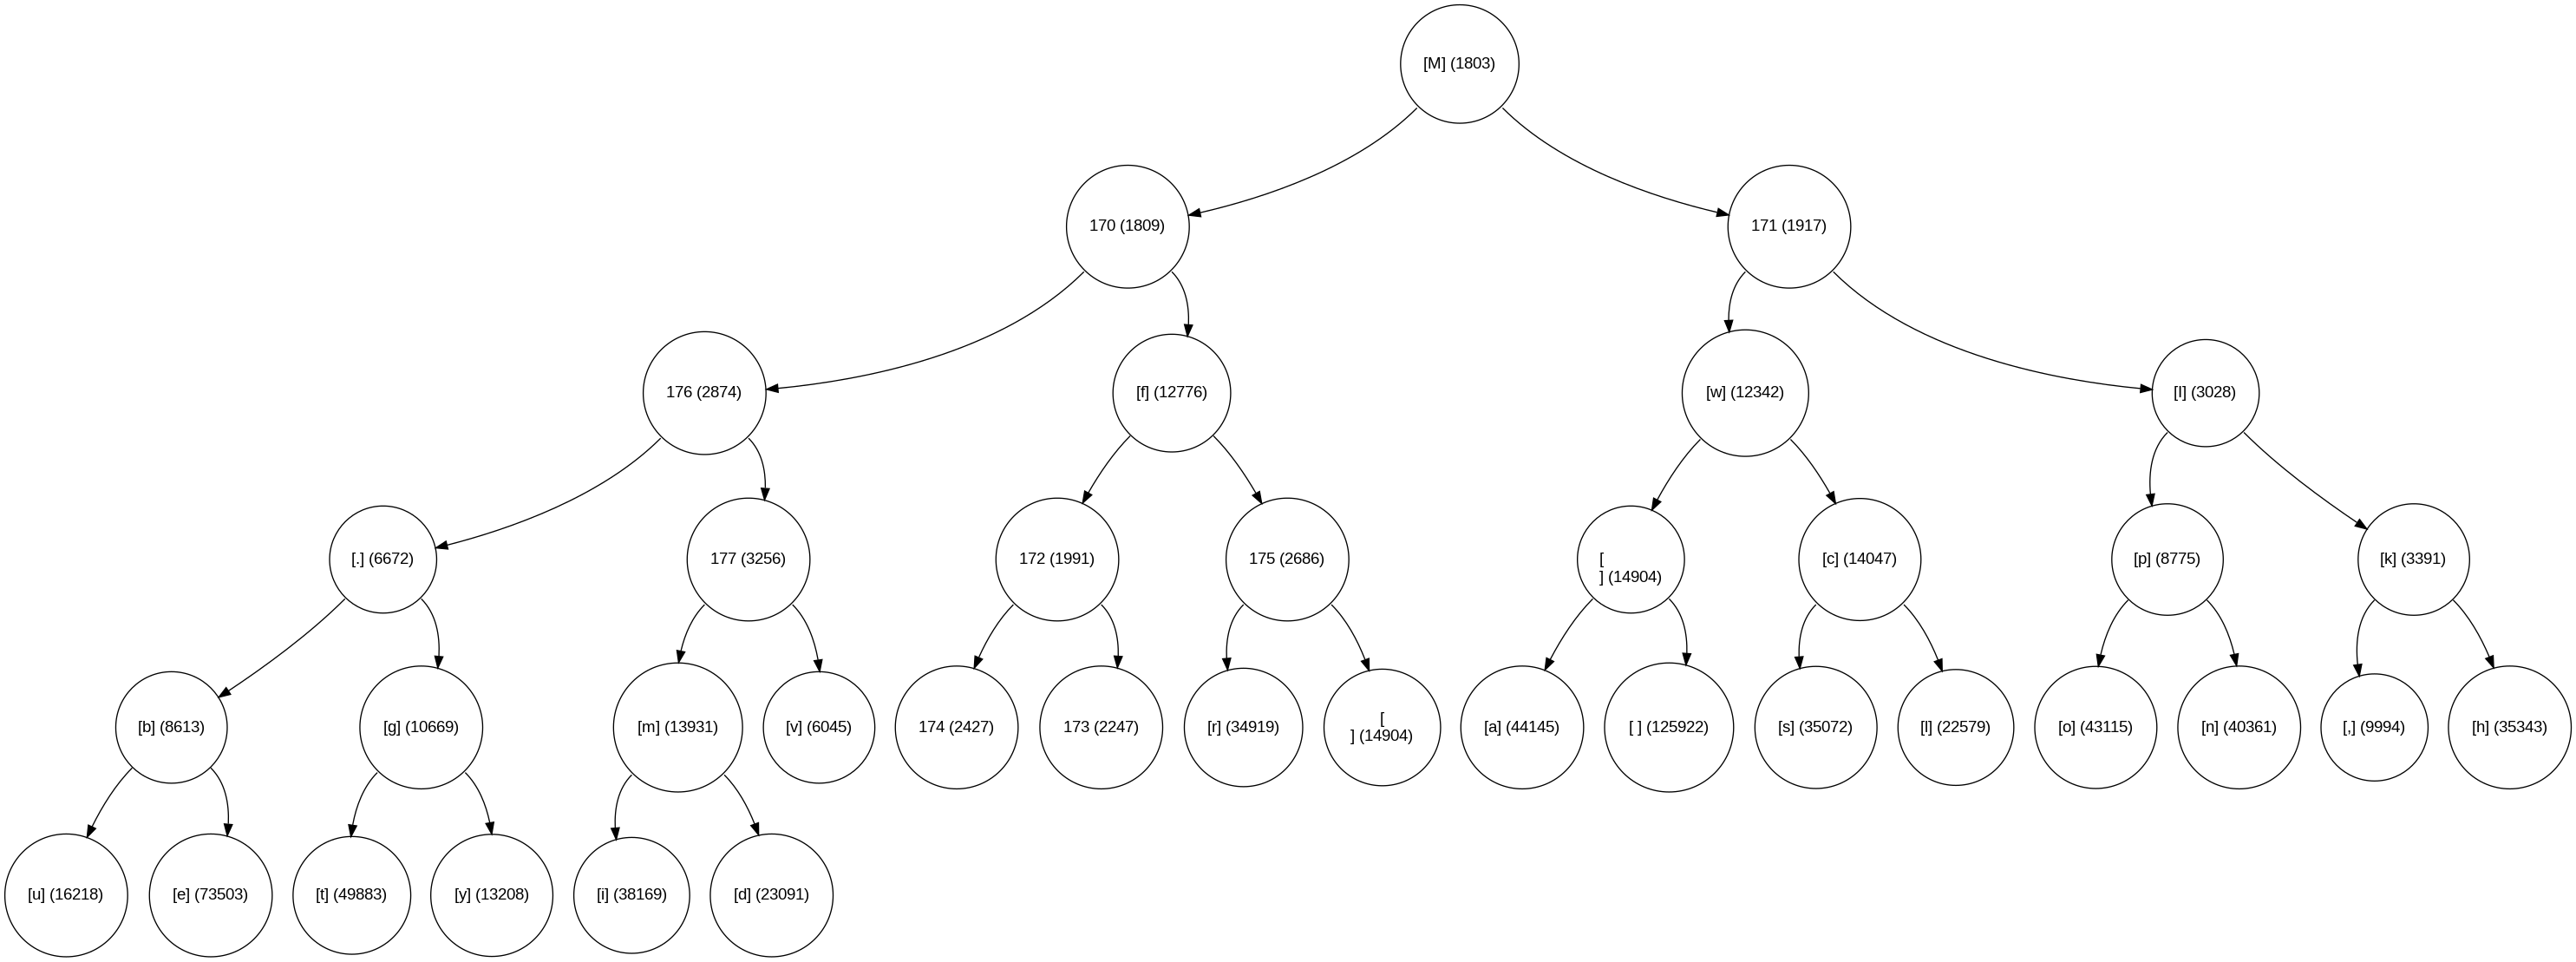 [M] (1803)
170 (1809)
171 (1917)
176 (2874)
[f] (12776)
[w] (12342)
[I] (3028)
[.] (6672)
177 (3256)
172 (1991)
175 (2686)
[
] (14904)
[c] (14047)
[p] (8775)
[k] (3391)
[b] (8613)
[g] (10669)
[m] (13931)
[v] (6045)
174 (2427)
173 (2247)
[r] (34919)
[
] (14904)
[a] (44145)
[ ] (125922)
[s] (35072)
[l] (22579)
[o] (43115)
[n] (40361)
[,] (9994)
[h] (35343)
[u] (16218)
[e] (73503)
[t] (49883)
[y] (13208)
[i] (38169)
[d] (23091)